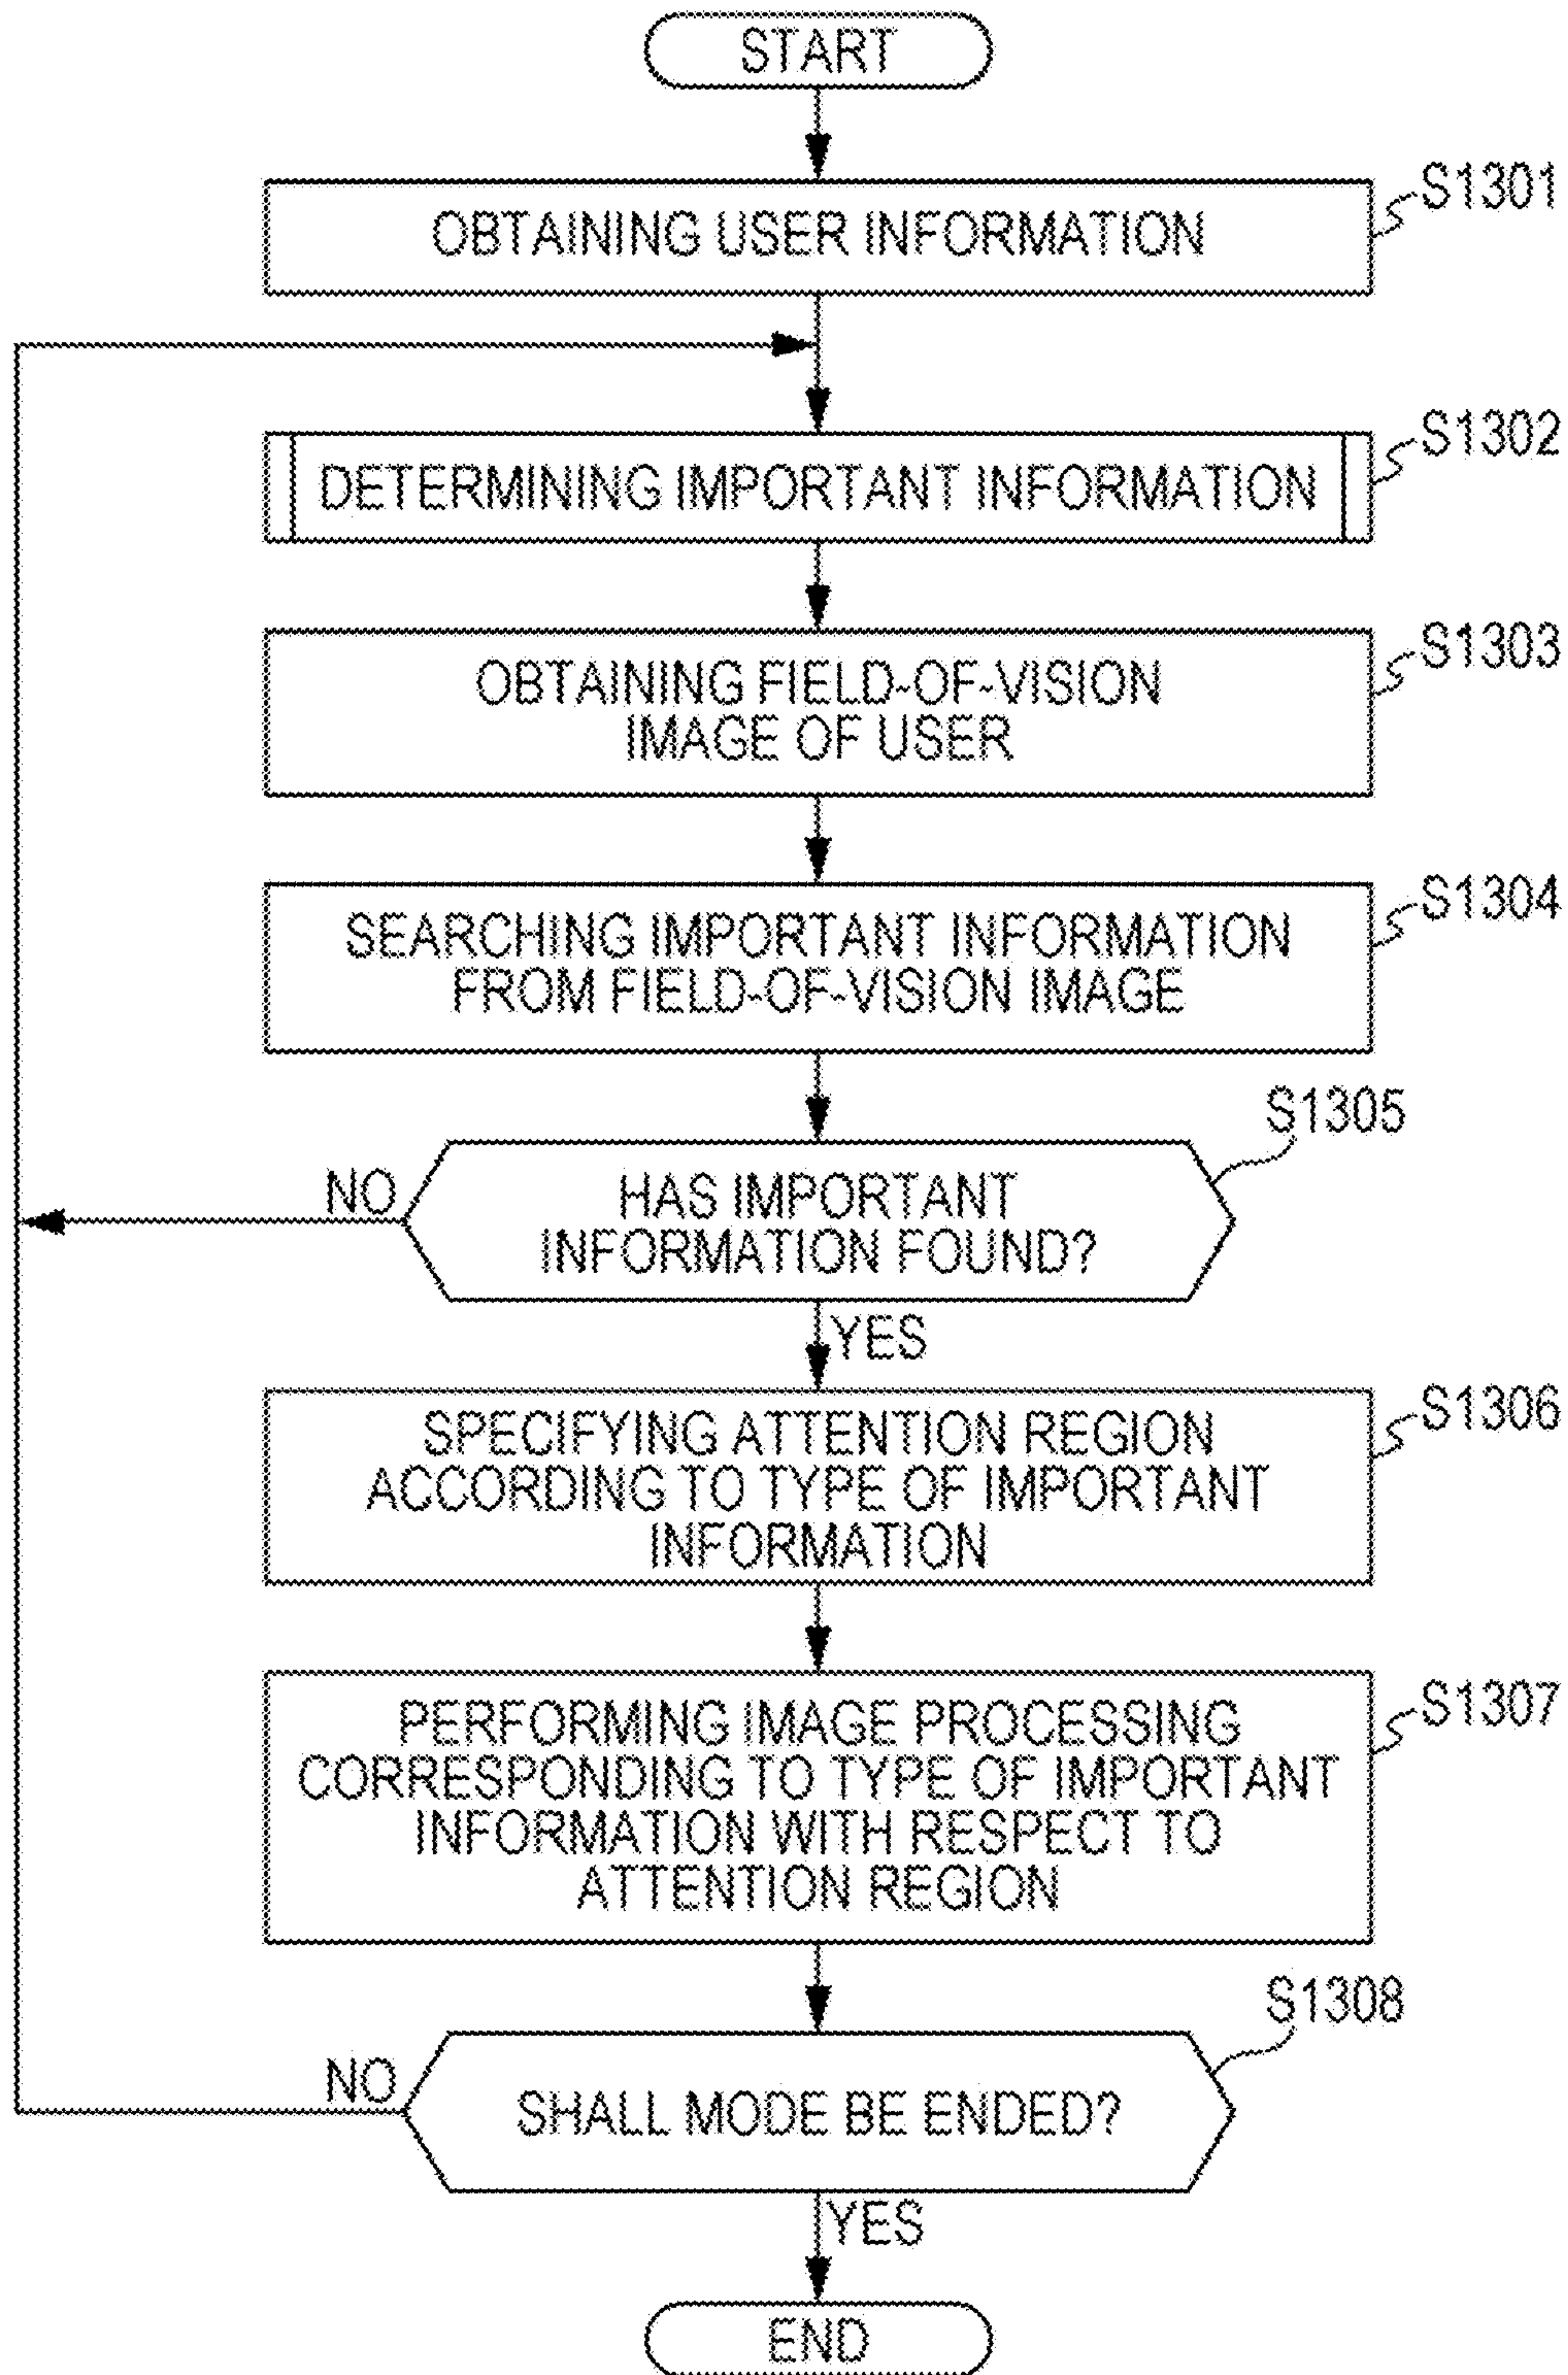 START
OBTAINING USER INFORMATION
S1301
DETERMINING IMPORTANT INFORMATION
S1302
OBTAINING FIELD-OF-VISION
IMAGE OF USER
S1303
SEARCHING IMPORTANT INFORMATION
FROM FIELD-OF-VISION IMAGE
S1304
HAS IMPORTANT
INFORMATION FOUND?
S1305
NO
YES
SPECIFYING ATTENTION REGION
ACCORDING TO TYPE OF IMPORTANT
INFORMATION
S1306
PERFORMING IMAGE PROCESSING
CORRESPONDING TO TYPE OF IMPORTANT
INFORMATION WITH RESPECT TO
ATTENTION REGION
S1307
SHALL MODE BE ENDED?
S1308
NO
YES
END